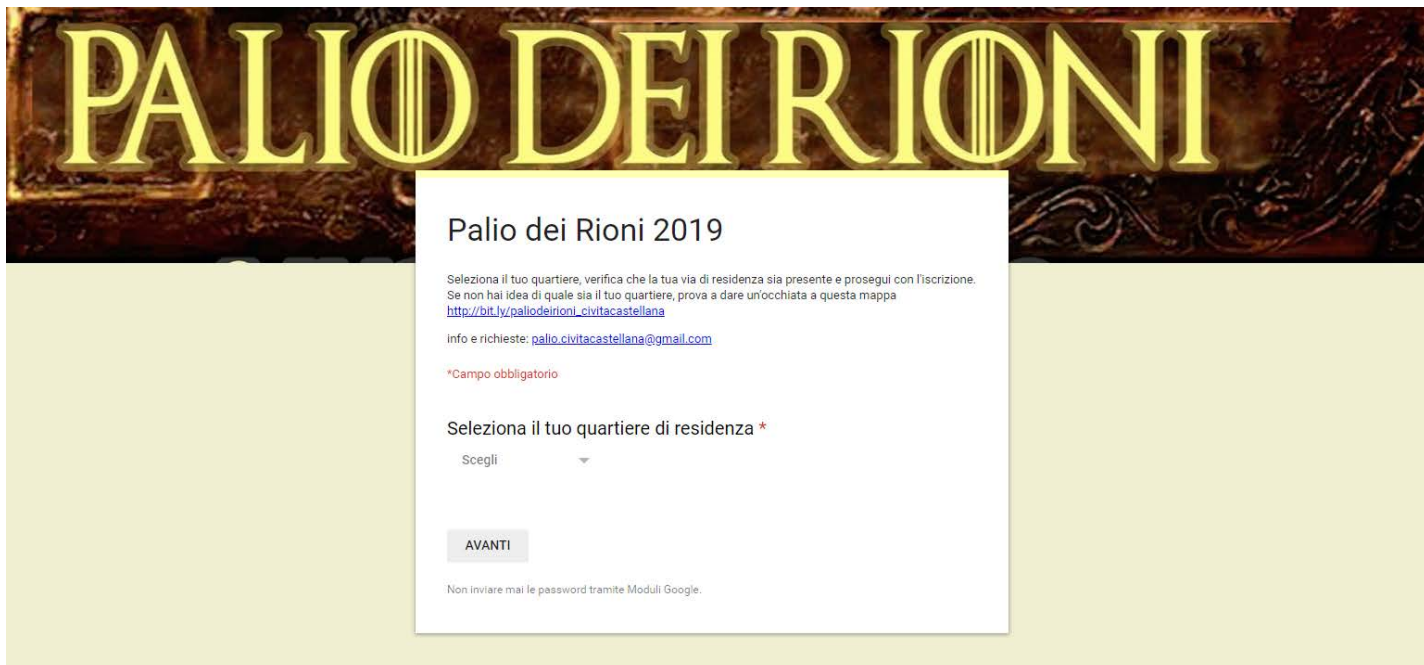 PALIO DEI RIONI
Palio dei Rioni 2019
Seleziona il tuo quartiere, verifica che la tua via di residenza sia presente e prosegui con l'iscrizione.
Se non hai idea di quale sia il tuo quartiere, prova a dare un'occhiata a questa mappa
http://bit.ly/paliodeirioni_civitacastellana
info e richieste: palio.civitacastellana@gmail.com
*Campo obbligatorio
Seleziona il tuo quartiere di residenza *
Scegli
AVANTI
Non inviare mai le password tramite Moduli Google.